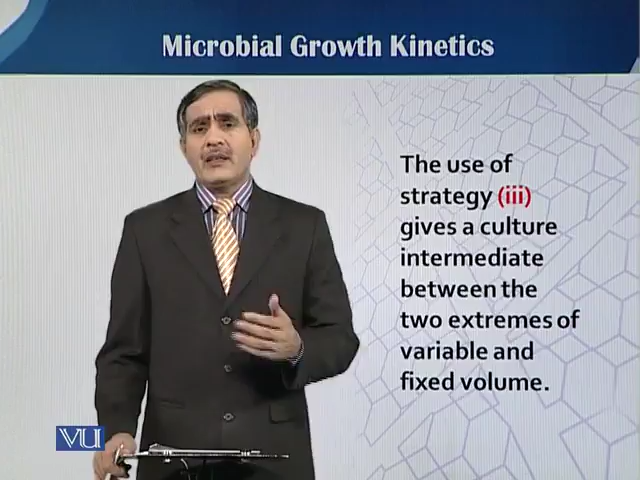 Microbial Growth Kinetics
The use of
strategy (iii)
gives a culture
intermediate
between the
two extremes of
variable and
fixed volume.
VU